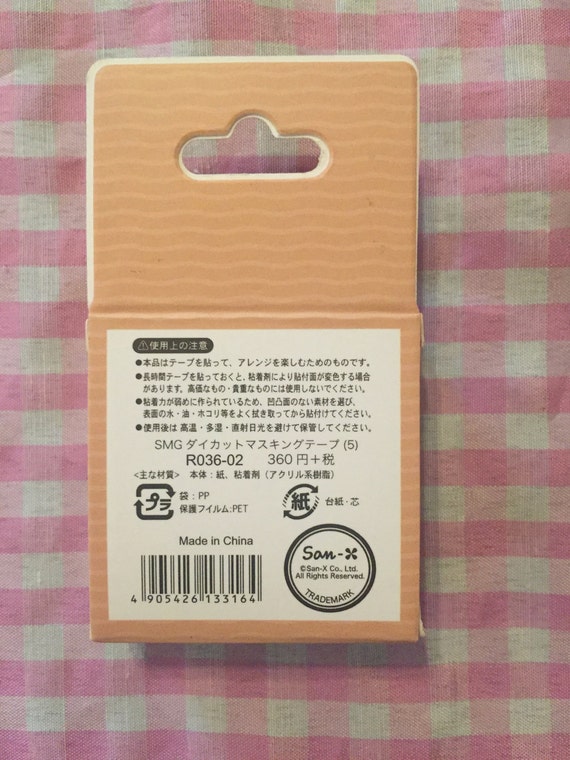 ⚠使用上の注意
●本品はテープを貼って、アレンジを楽しむためのものです。
●長時間テープを貼っておくと、粘着剤により貼付面が変色する場合
があります。高価なもの・貴重なものには使用しないでください。
●粘着力が弱めに作られているため、凹凸面のない素材を選び、
表面の水・油・ホコリ等をよく拭き取ってから貼付けてください。
●使用後は高温・多湿・直射日光を避けて保管してください。
SMG ダイカットマスキングテープ (5)
R036-02 360円+税
<主な材質> 本体:紙、粘着剤(アクリル系樹脂)
プラ 袋:PP
保護フイルム:PET
紙 台紙・芯
Made in China
4 905426 133164
San-X
©San-X Co., Ltd.
All Rights Reserved.
TRADEMARK